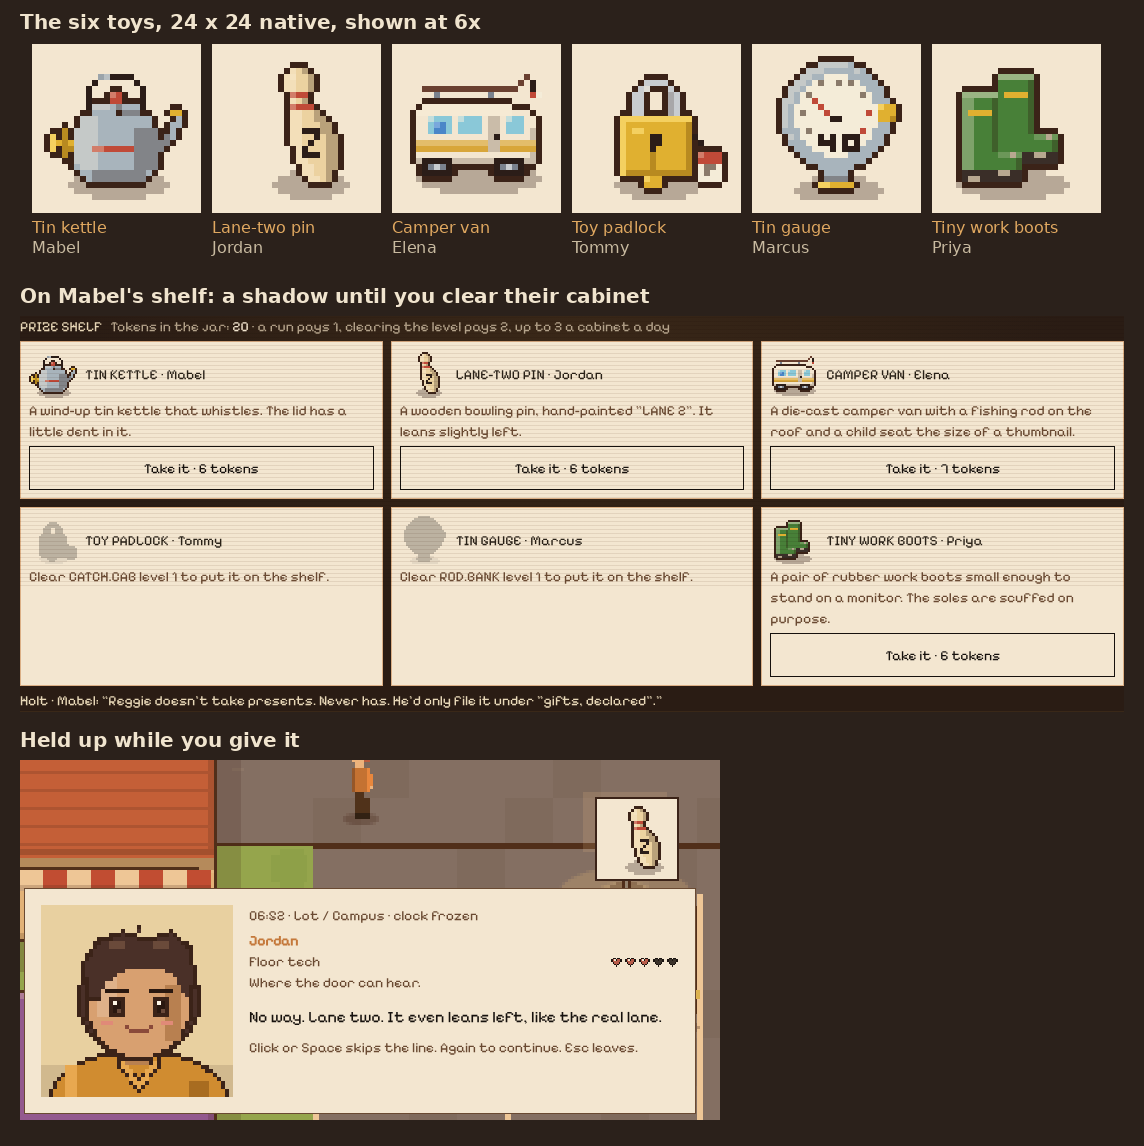 The six toys, 24 x 24 native, shown at 6x
2
40
Tin kettle
Mabel
Lane-two pin
Jordan
Camper van
Elena
Toy padlock
Tommy
Tin gauge
Marcus
Tiny work boots
Priya
On Mabel's shelf: a shadow until you clear their cabinet
PRIZE SHELF Tokens in the jar: 20 · a run pays 1, clearing the level pays 2, up to 3 a cabinet a day
TIN KETTLE · Mabel
A wind-up tin kettle that whistles. The lid has a
little dent in it.
Take it · 6 tokens
LANE-TWO PIN · Jordan
A wooden bowling pin, hand-painted "LANE 2". It
leans slightly left.
Take it · 6 tokens
CAMPER VAN · Elena
A die-cast camper van with a fishing rod on the
roof and a child seat the size of a thumbnail.
Take it · 7 tokens
TOY PADLOCK · Tommy
Clear CATCH.CAB level 1 to put it on the shelf.
TIN GAUGE · Marcus
Clear ROD.BANK level 1 to put it on the shelf.
TINY WORK BOOTS · Priya
A pair of rubber work boots small enough to
stand on a monitor. The soles are scuffed on
purpose.
Take it · 6 tokens
Holt · Mabel: "Reggie doesn't take presents. Never has. He'd only file it under "gifts, declared"."
Held up while you give it
2
06:52 · Lot / Campus · clock frozen
Jordan
Floor tech
Where the door can hear.
No way. Lane two. It even leans left, like the real lane.
Click or Space skips the line. Again to continue. Esc leaves.